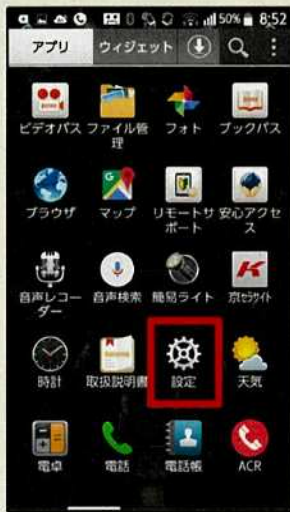 50% 8:52
アプリ ウィジェット
ビデオパス ファイル管理 フォト ブックパス
ブラウザ マップ リモートサポート 安心アクセス
音声レコーダー 音声検索 簡易ライト 京セラサイト
時計 取扱説明書 設定 天気
電卓 電話 電話帳 ACR